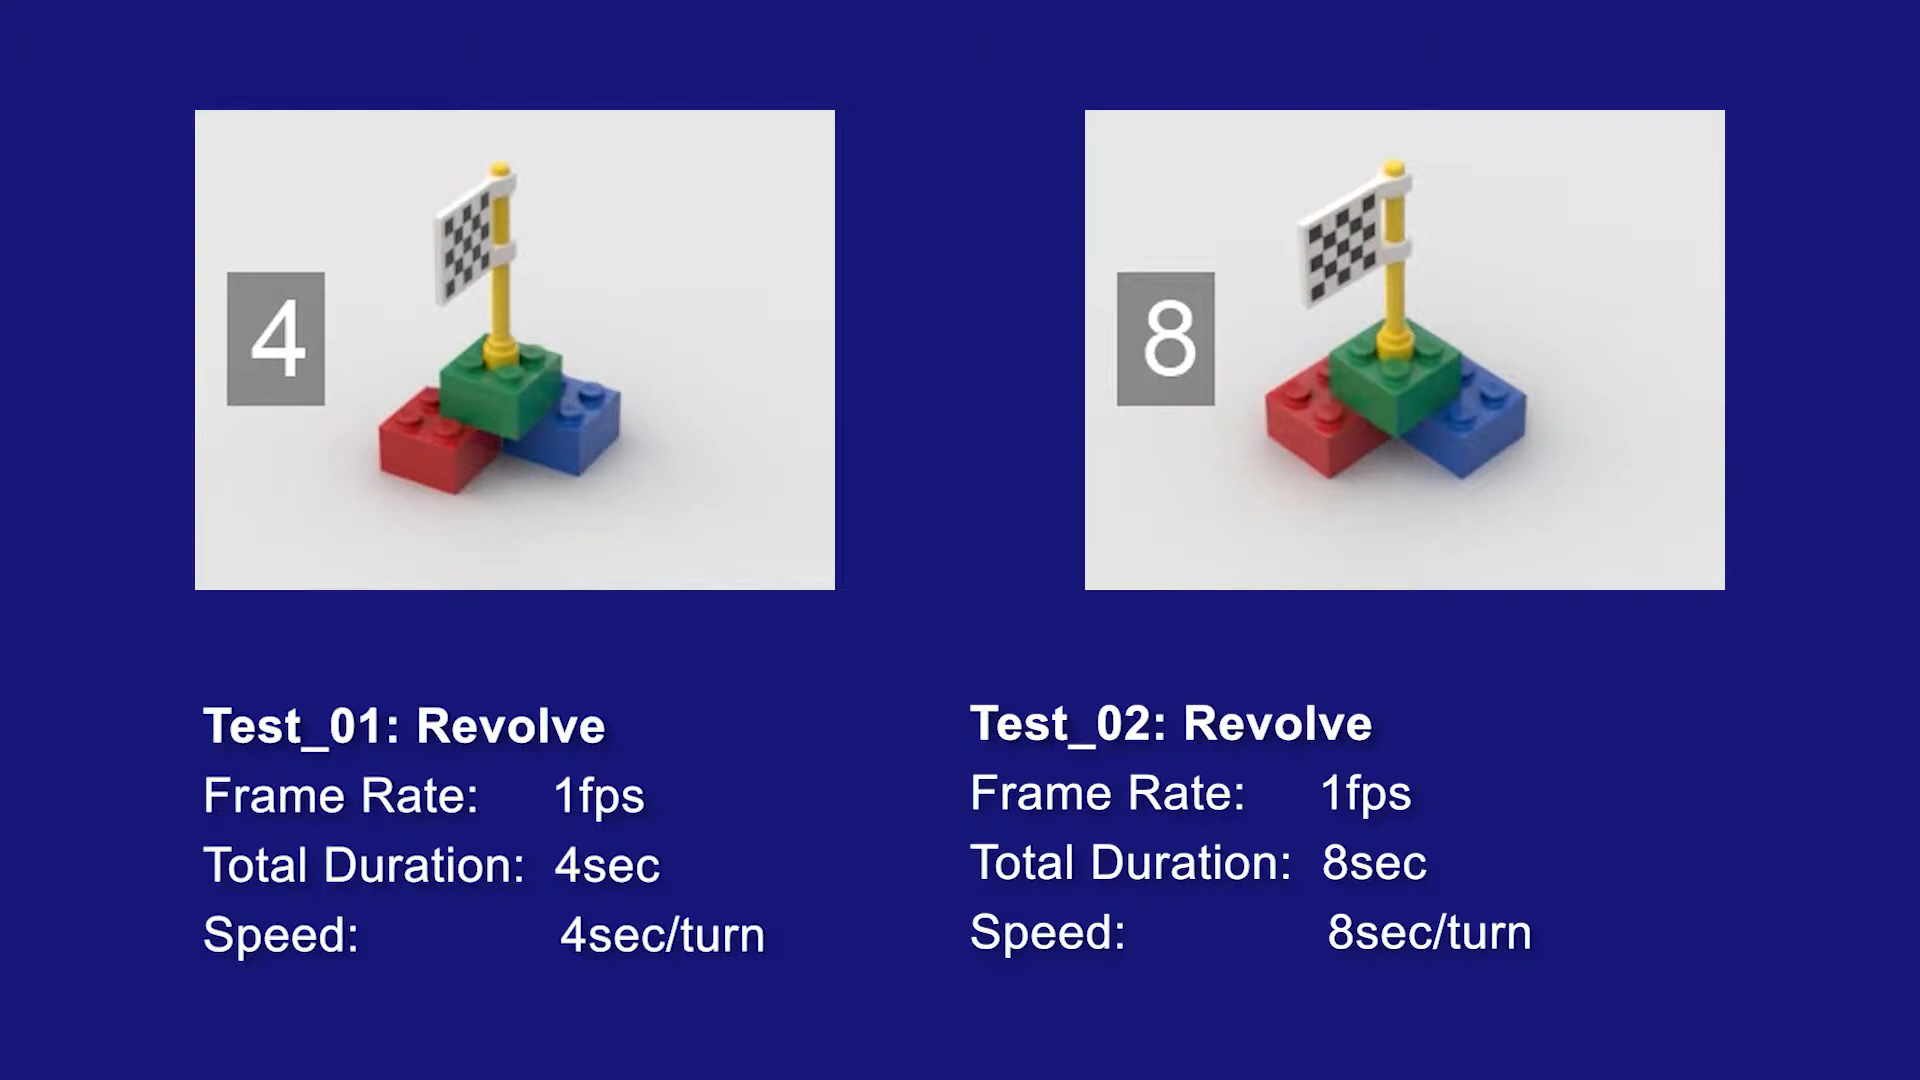 4
8
Test_01: Revolve
Frame Rate: 1fps
Total Duration: 4sec
Speed: 4sec/turn
Test_02: Revolve
Frame Rate: 1fps
Total Duration: 8sec
Speed: 8sec/turn